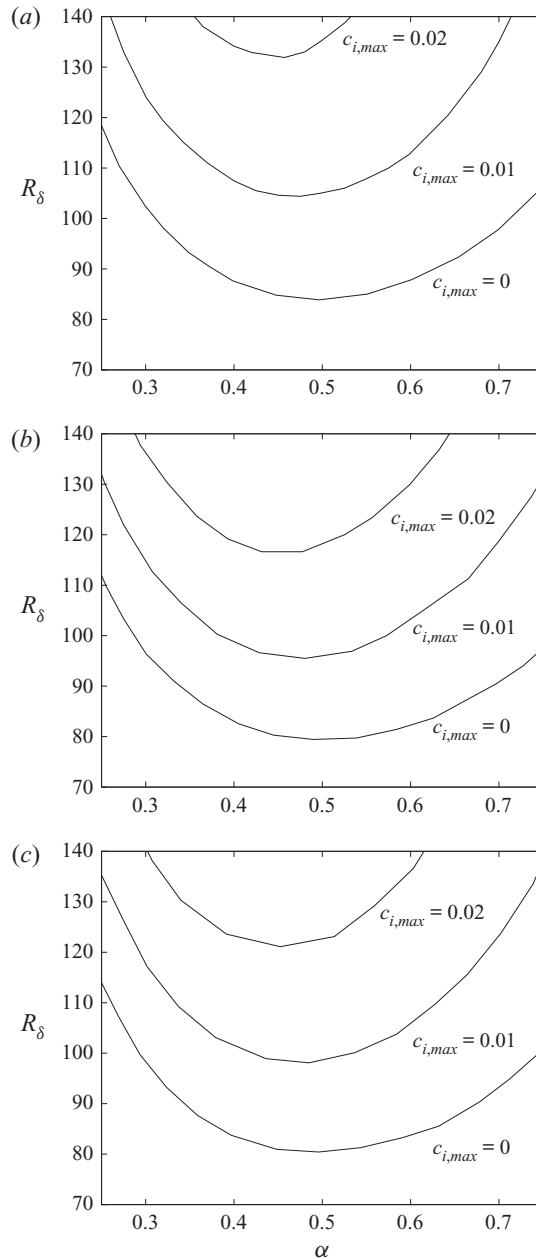 (a)
140
130
120
110
100
90
80
70
R_δ
c_{i,max} = 0.02
c_{i,max} = 0.01
c_{i,max} = 0
0.3 0.4 0.5 0.6 0.7
(b)
140
130
120
110
100
90
80
70
R_δ
c_{i,max} = 0.02
c_{i,max} = 0.01
c_{i,max} = 0
0.3 0.4 0.5 0.6 0.7
(c)
140
130
120
110
100
90
80
70
R_δ
c_{i,max} = 0.02
c_{i,max} = 0.01
c_{i,max} = 0
0.3 0.4 0.5 0.6 0.7
α